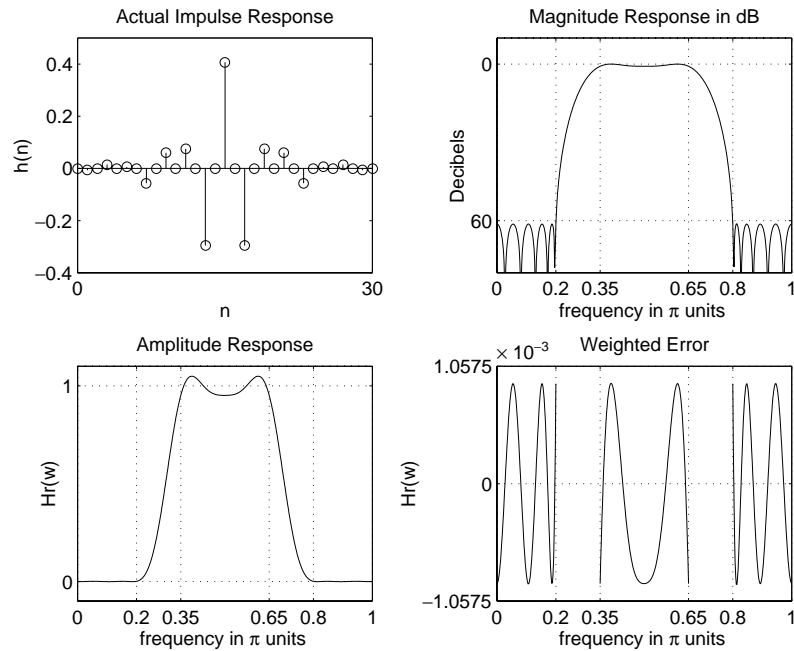 Actual Impulse Response
0.4
0.2
0
−0.2
−0.4
h(n)
0
30
n
Magnitude Response in dB
0
60
Decibels
0
0.2
0.35
0.65
0.8
1
frequency in π units
Amplitude Response
1
0
Hr(w)
0
0.2
0.35
0.65
0.8
1
frequency in π units
Weighted Error
1.0575 × 10⁻³
0
−1.0575
Hr(w)
0
0.2
0.35
0.65
0.8
1
frequency in π units